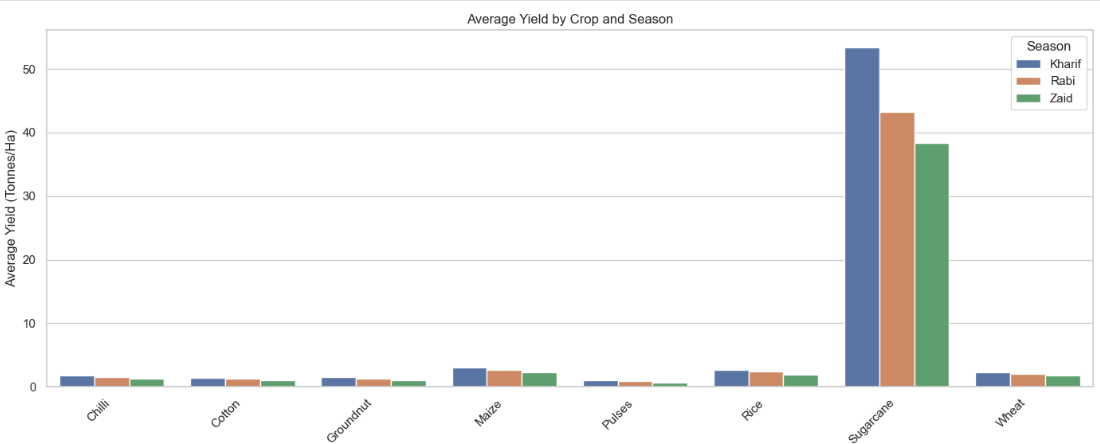 Average Yield by Crop and Season
Season
Kharif
Rabi
Zaid
Average Yield (Tonnes/Ha)
50
40
30
20
10
0
Chilli
Cotton
Groundnut
Maize
Pulses
Rice
Sugarcane
Wheat